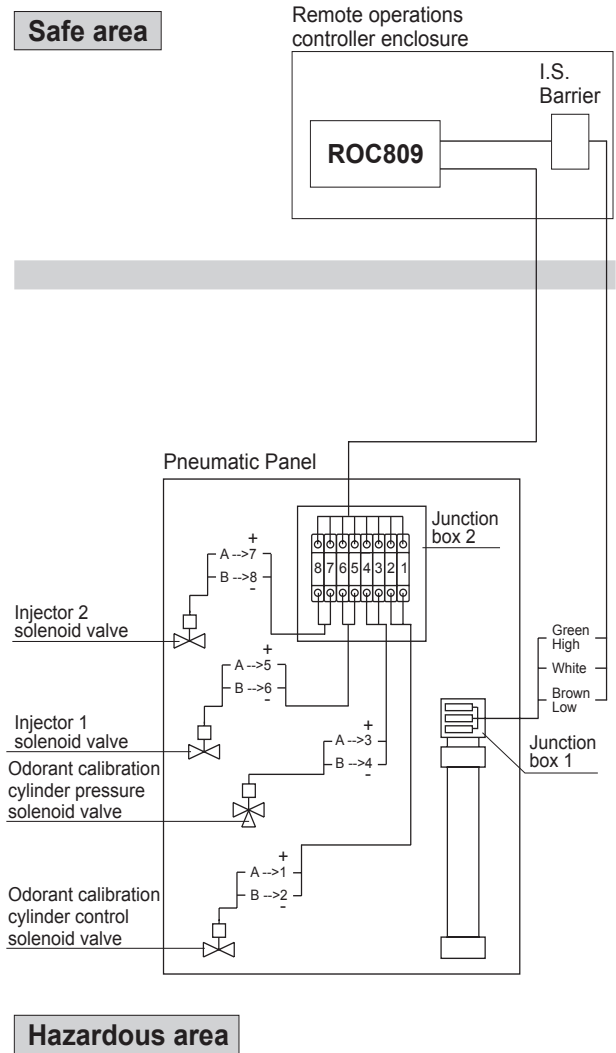 Safe area
Remote operations
controller enclosure
I.S.
Barrier
ROC809
Pneumatic Panel
Junction
box 2
8 7 6 5 4 3 2 1
+
A -->7
B -->8
-
Injector 2
solenoid valve
+
A -->5
B -->6
-
Injector 1
solenoid valve
+
A -->3
B -->4
-
Odorant calibration
cylinder pressure
solenoid valve
+
A -->1
B -->2
-
Odorant calibration
cylinder control
solenoid valve
Green
High
White
Brown
Low
Junction
box 1
Hazardous area